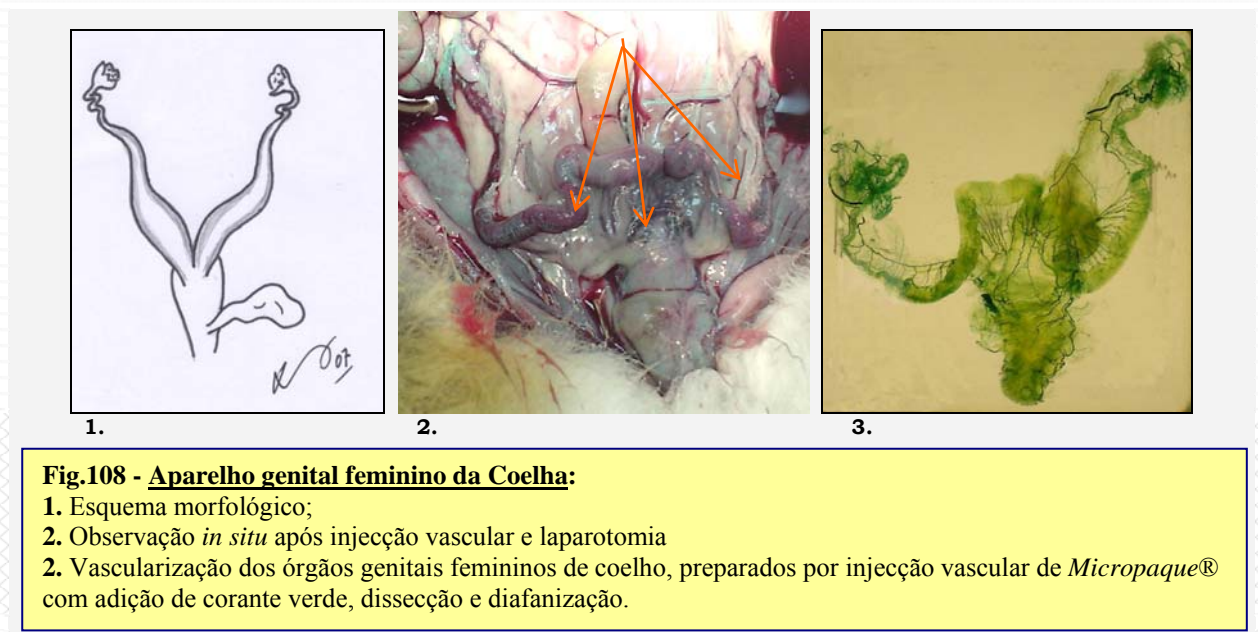 1.
2.
3.
Fig.108 - Aparelho genital feminino da Coelha:
1. Esquema morfológico;
2. Observação in situ após injecção vascular e laparotomia
2. Vascularização dos órgãos genitais femininos de coelho, preparados por injecção vascular de Micropaque®
com adição de corante verde, dissecção e diafanização.